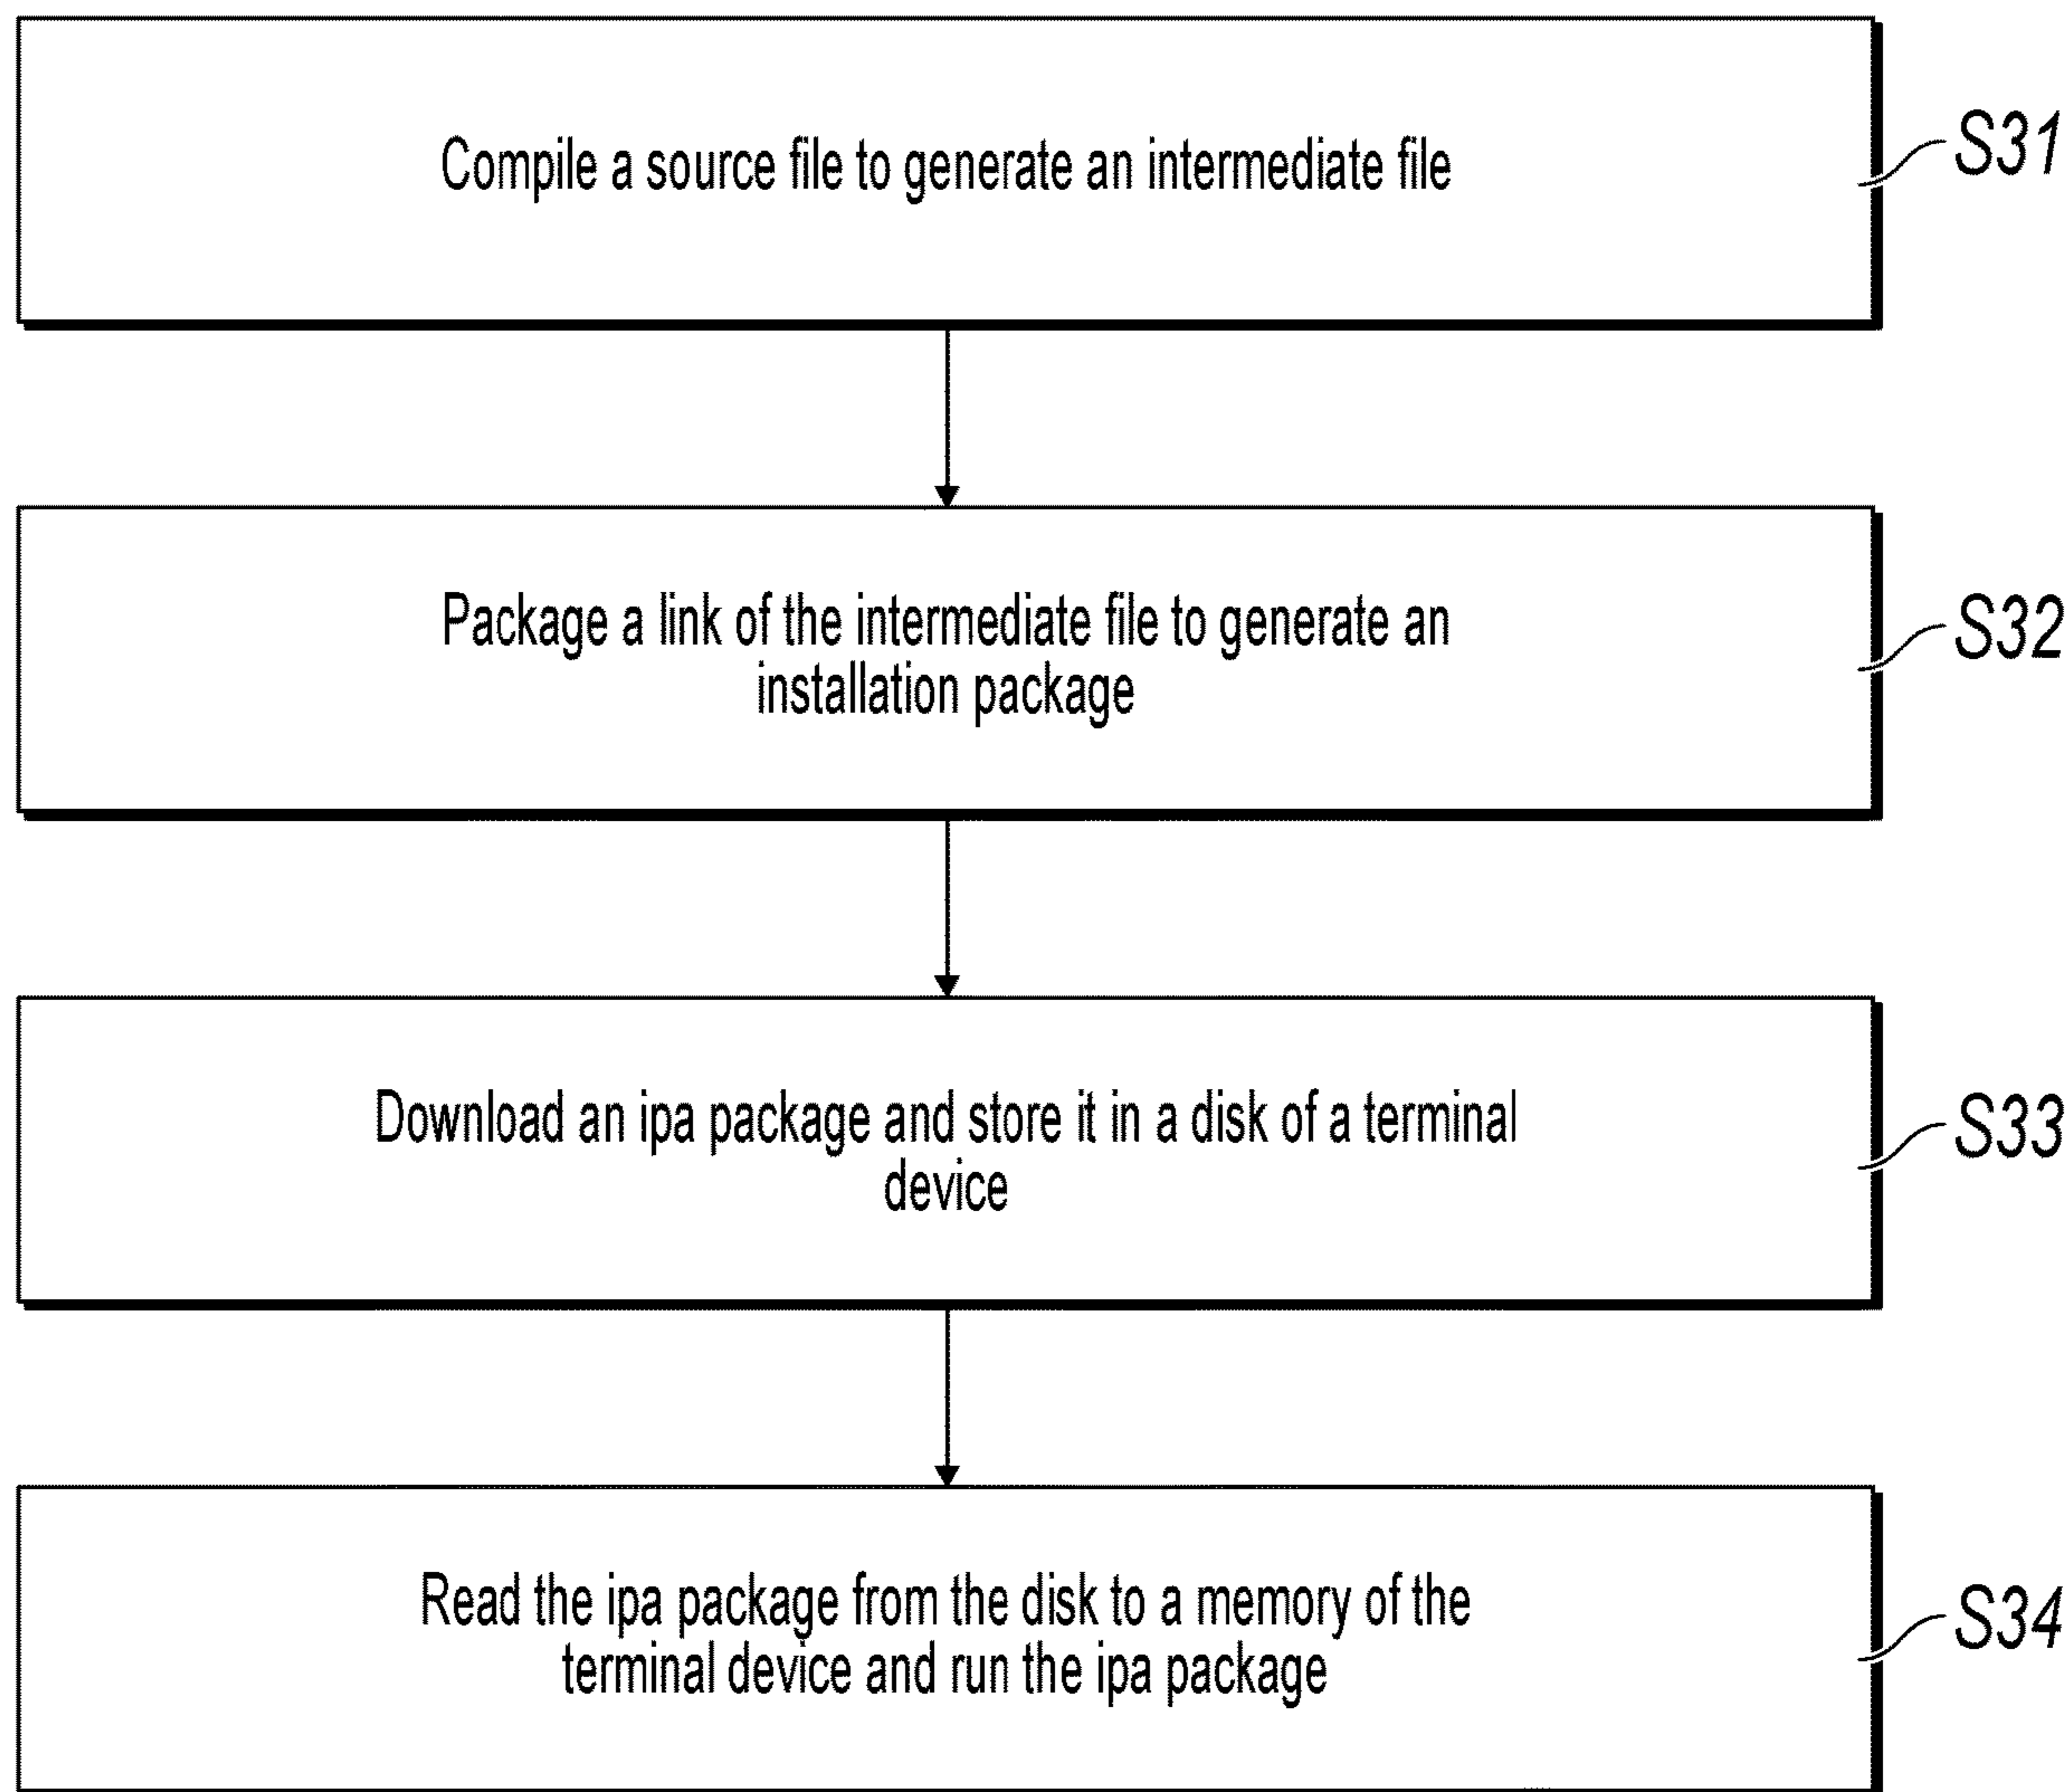 Compile a source file to generate an intermediate file
S31
Package a link of the intermediate file to generate an
installation package
S32
Download an ipa package and store it in a disk of a terminal
device
S33
Read the ipa package from the disk to a memory of the
terminal device and run the ipa package
S34